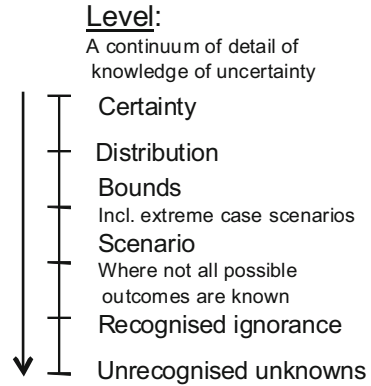 Level:
A continuum of detail of
knowledge of uncertainty
Certainty
Distribution
Bounds
Incl. extreme case scenarios
Scenario
Where not all possible
outcomes are known
Recognised ignorance
Unrecognised unknowns